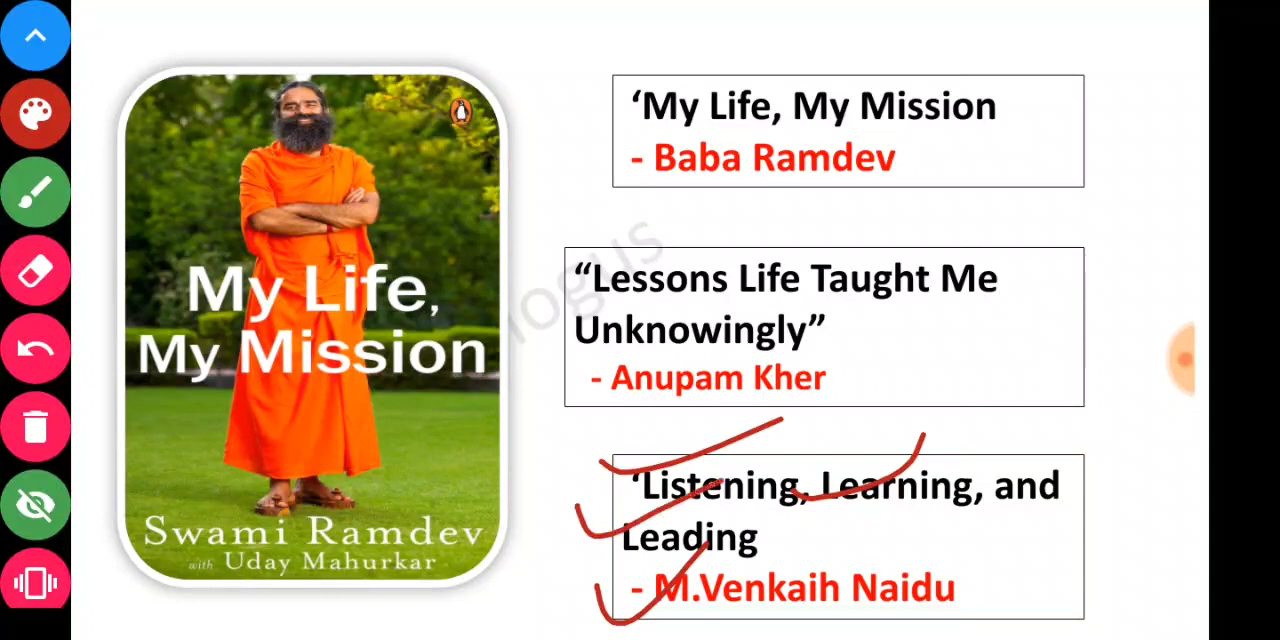 My Life,
My Mission
Swami Ramdev
with Uday Mahurkar
‘My Life, My Mission
- Baba Ramdev
“Lessons Life Taught Me
Unknowingly”
- Anupam Kher
‘Listening, Learning, and
Leading
- M.Venkaih Naidu
logus